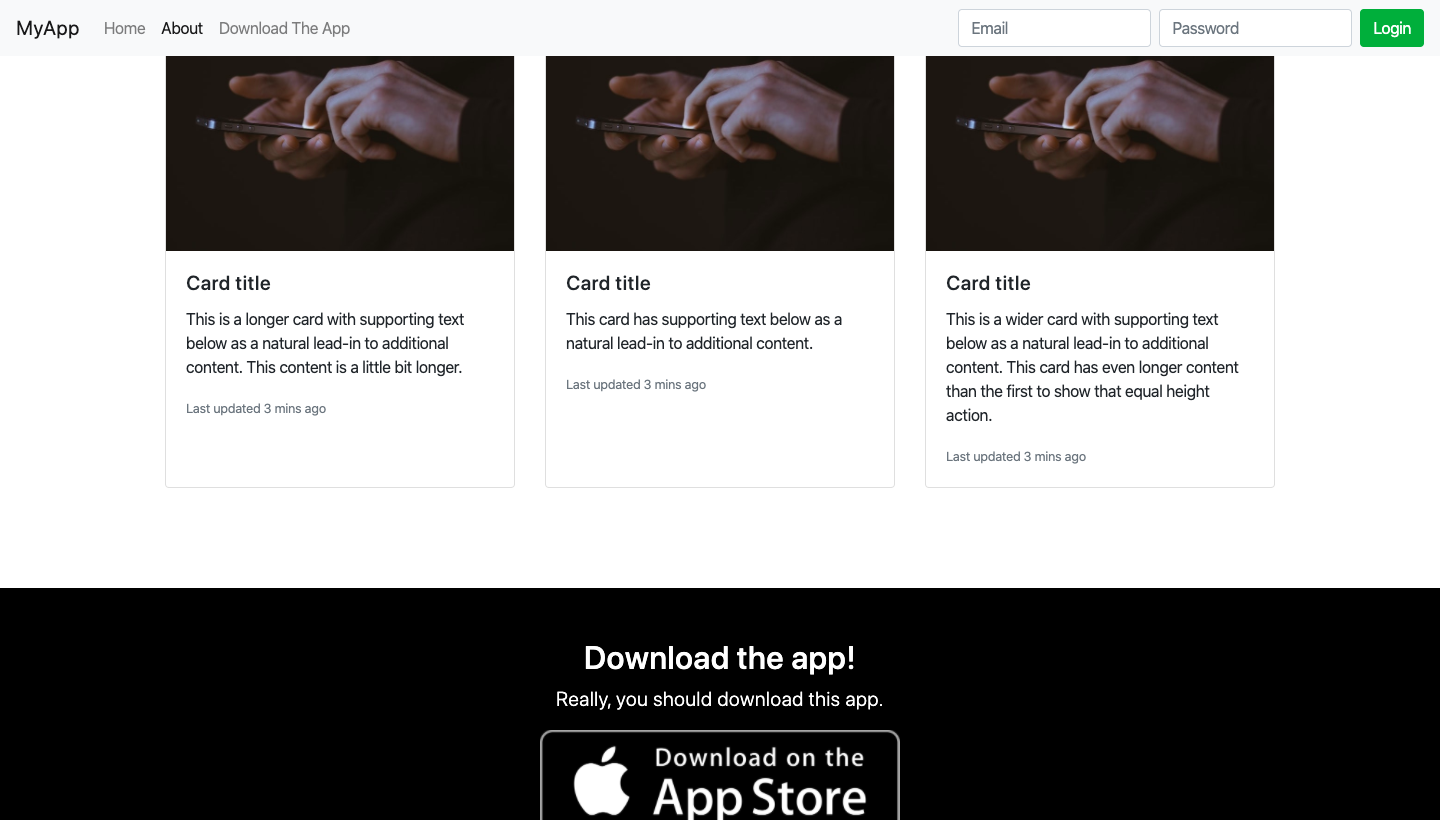 MyApp Home About Download The App Email Password Login
Card title
This is a longer card with supporting text
below as a natural lead-in to additional
content. This content is a little bit longer.
Last updated 3 mins ago
Card title
This card has supporting text below as a
natural lead-in to additional content.
Last updated 3 mins ago
Card title
This is a wider card with supporting text
below as a natural lead-in to additional
content. This card has even longer content
than the first to show that equal height
action.
Last updated 3 mins ago
Download the app!
Really, you should download this app.
Download on the
App Store